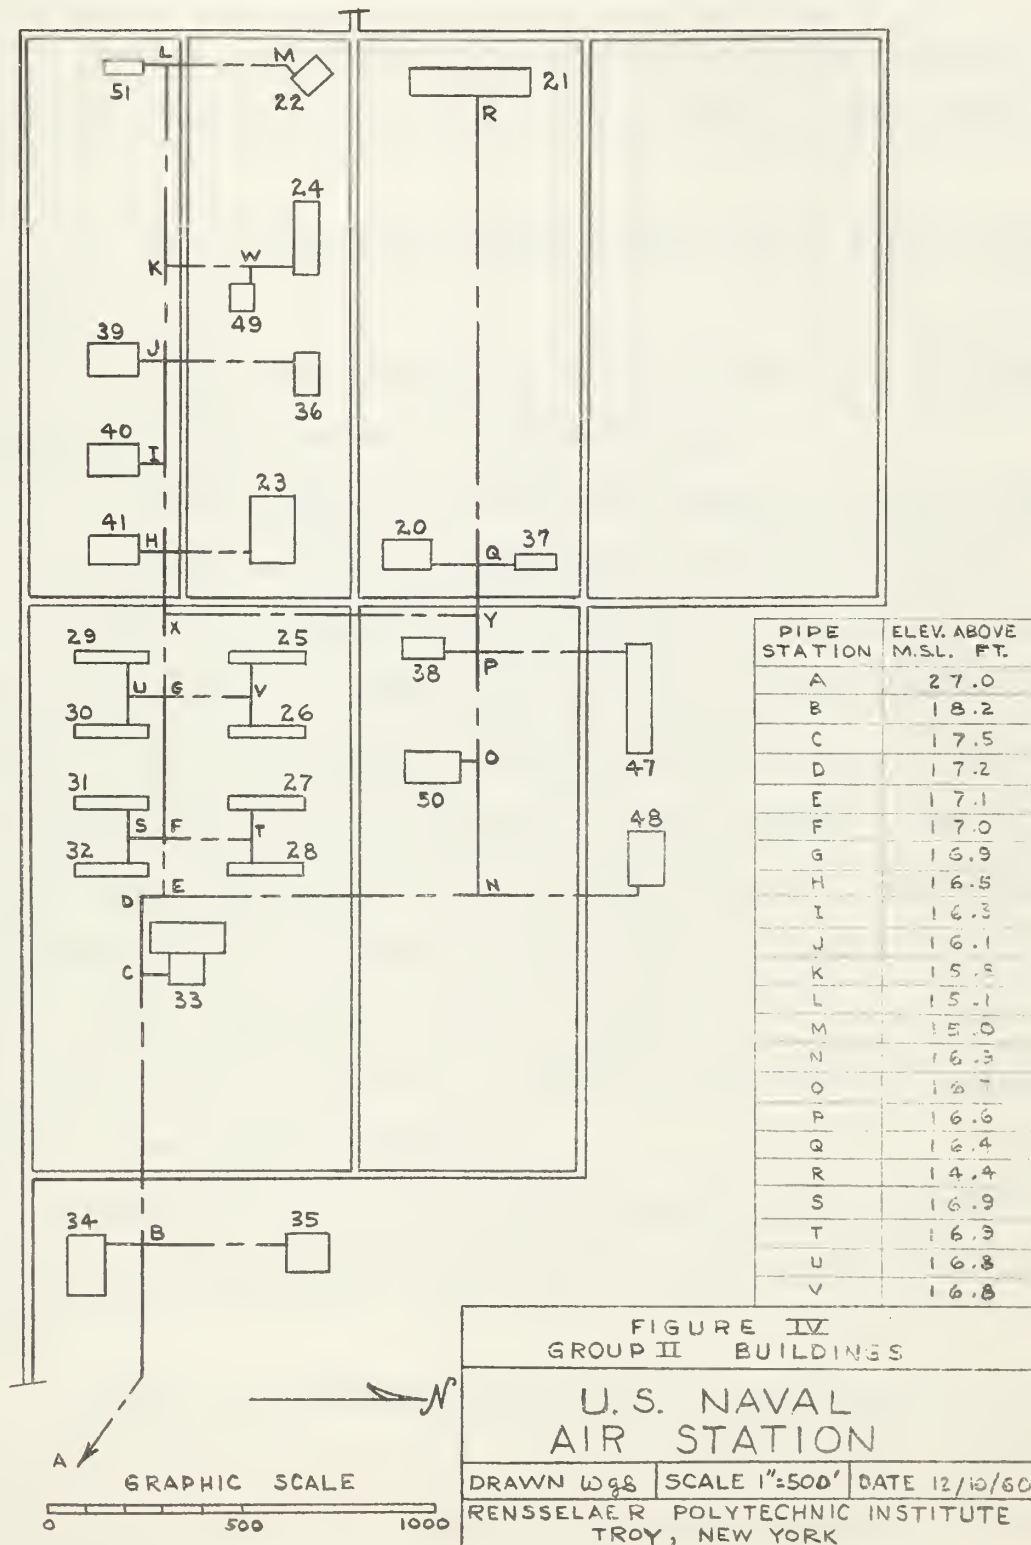 L M
51 22 21
R
24
K W
49
39 J
36
40 I
23
41 H
20 Q 37
X Y
29 25
38 P
U G V
30 26
O
47
50
31 27
48
S F T
32 28
D E N
C
33
34 B 35
A
N
GRAPHIC SCALE
0 500 1000
PIPE STATION ELEV. ABOVE M.S.L. FT.
A 27.0
B 18.2
C 17.5
D 17.2
E 17.1
F 17.0
G 16.9
H 16.5
I 16.3
J 16.1
K
L 15.1
M 15.0
N
O
P 16.6
Q 16.4
R 14.4
S 16.9
T
U 16.8
V 16.8
FIGURE IV
GROUP II BUILDINGS
U.S. NAVAL
AIR STATION
DRAWN wgs SCALE 1"=500' DATE 12/10/60
RENSSELAER POLYTECHNIC INSTITUTE
TROY, NEW YORK